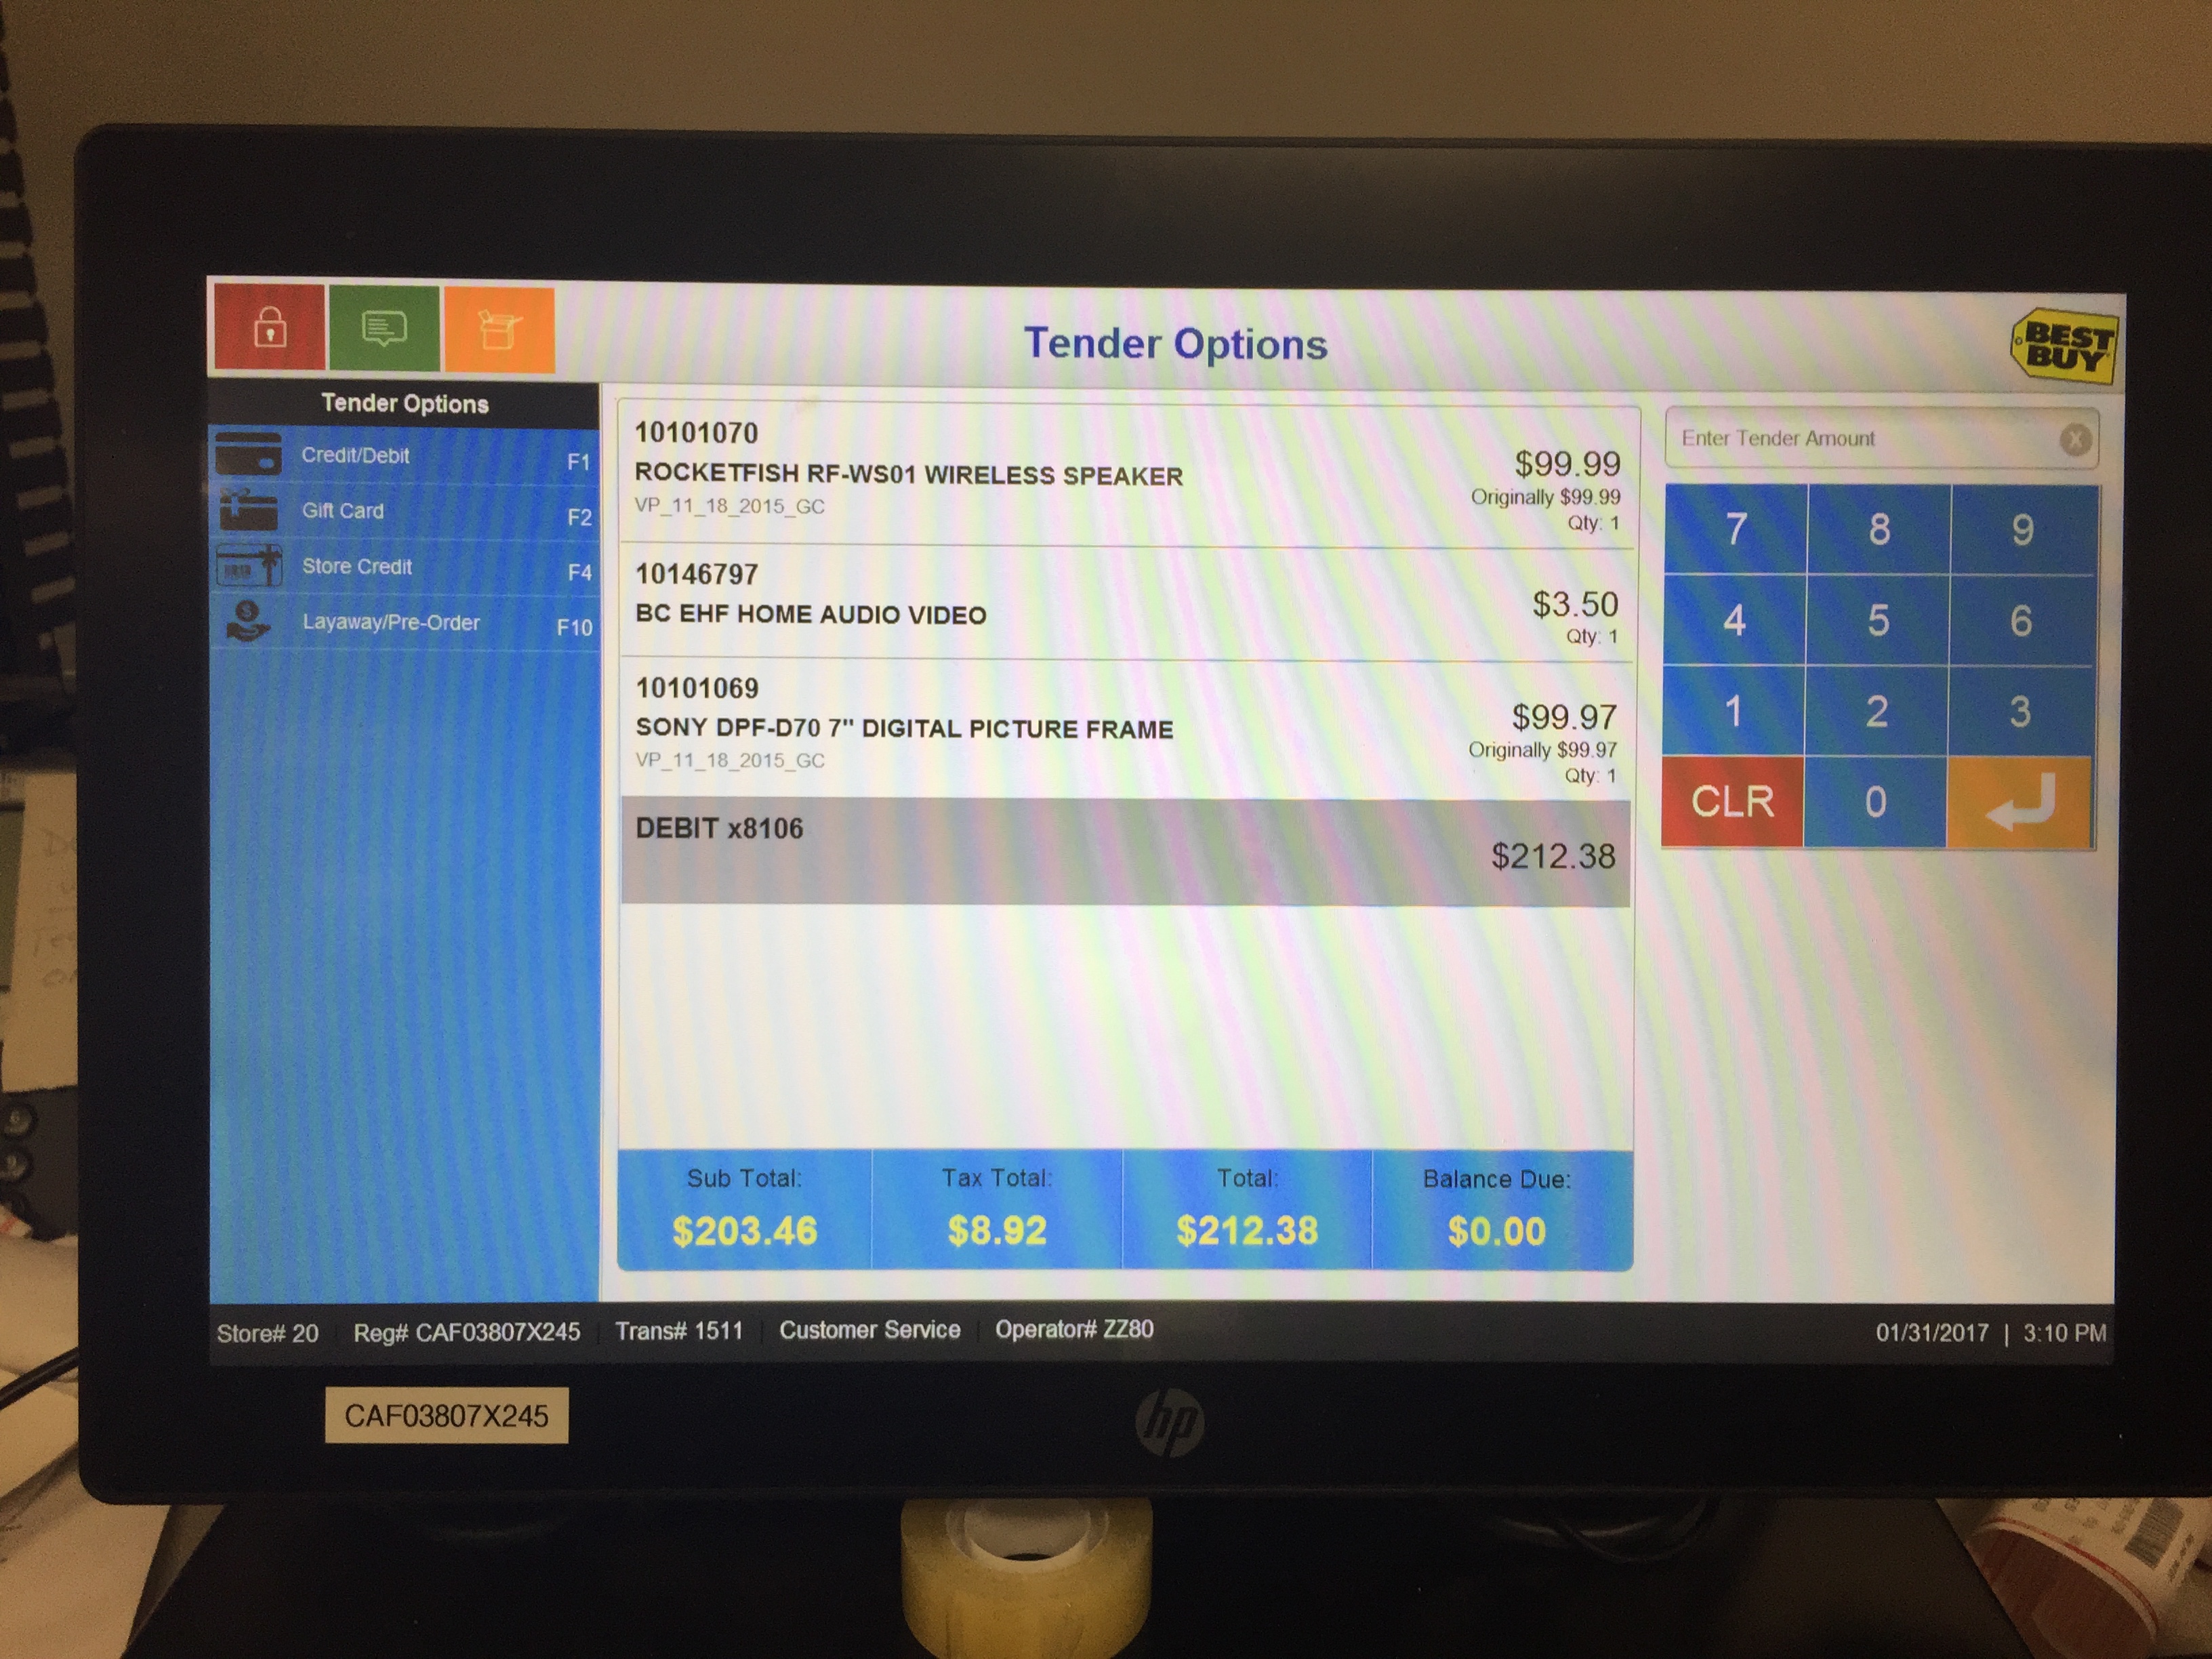 Tender Options
BEST
BUY
Tender Options
Credit/Debit F1
Gift Card F2
Store Credit F4
Layaway/Pre-Order F10
10101070
ROCKETFISH RF-WS01 WIRELESS SPEAKER
VP_11_18_2015_GC
$99.99
Originally $99.99
Qty: 1
10146797
BC EHF HOME AUDIO VIDEO
$3.50
Qty: 1
10101069
SONY DPF-D70 7" DIGITAL PICTURE FRAME
VP_11_18_2015_GC
$99.97
Originally $99.97
Qty: 1
DEBIT x8106
$212.38
Enter Tender Amount X
7 8 9
4 5 6
1 2 3
CLR 0
Sub Total: Tax Total: Total: Balance Due:
$203.46 $8.92 $212.38 $0.00
Store# 20 Reg# CAF03807X245 Trans# 1511 Customer Service Operator# ZZ80 01/31/2017 | 3:10 PM
CAF03807X245
hp